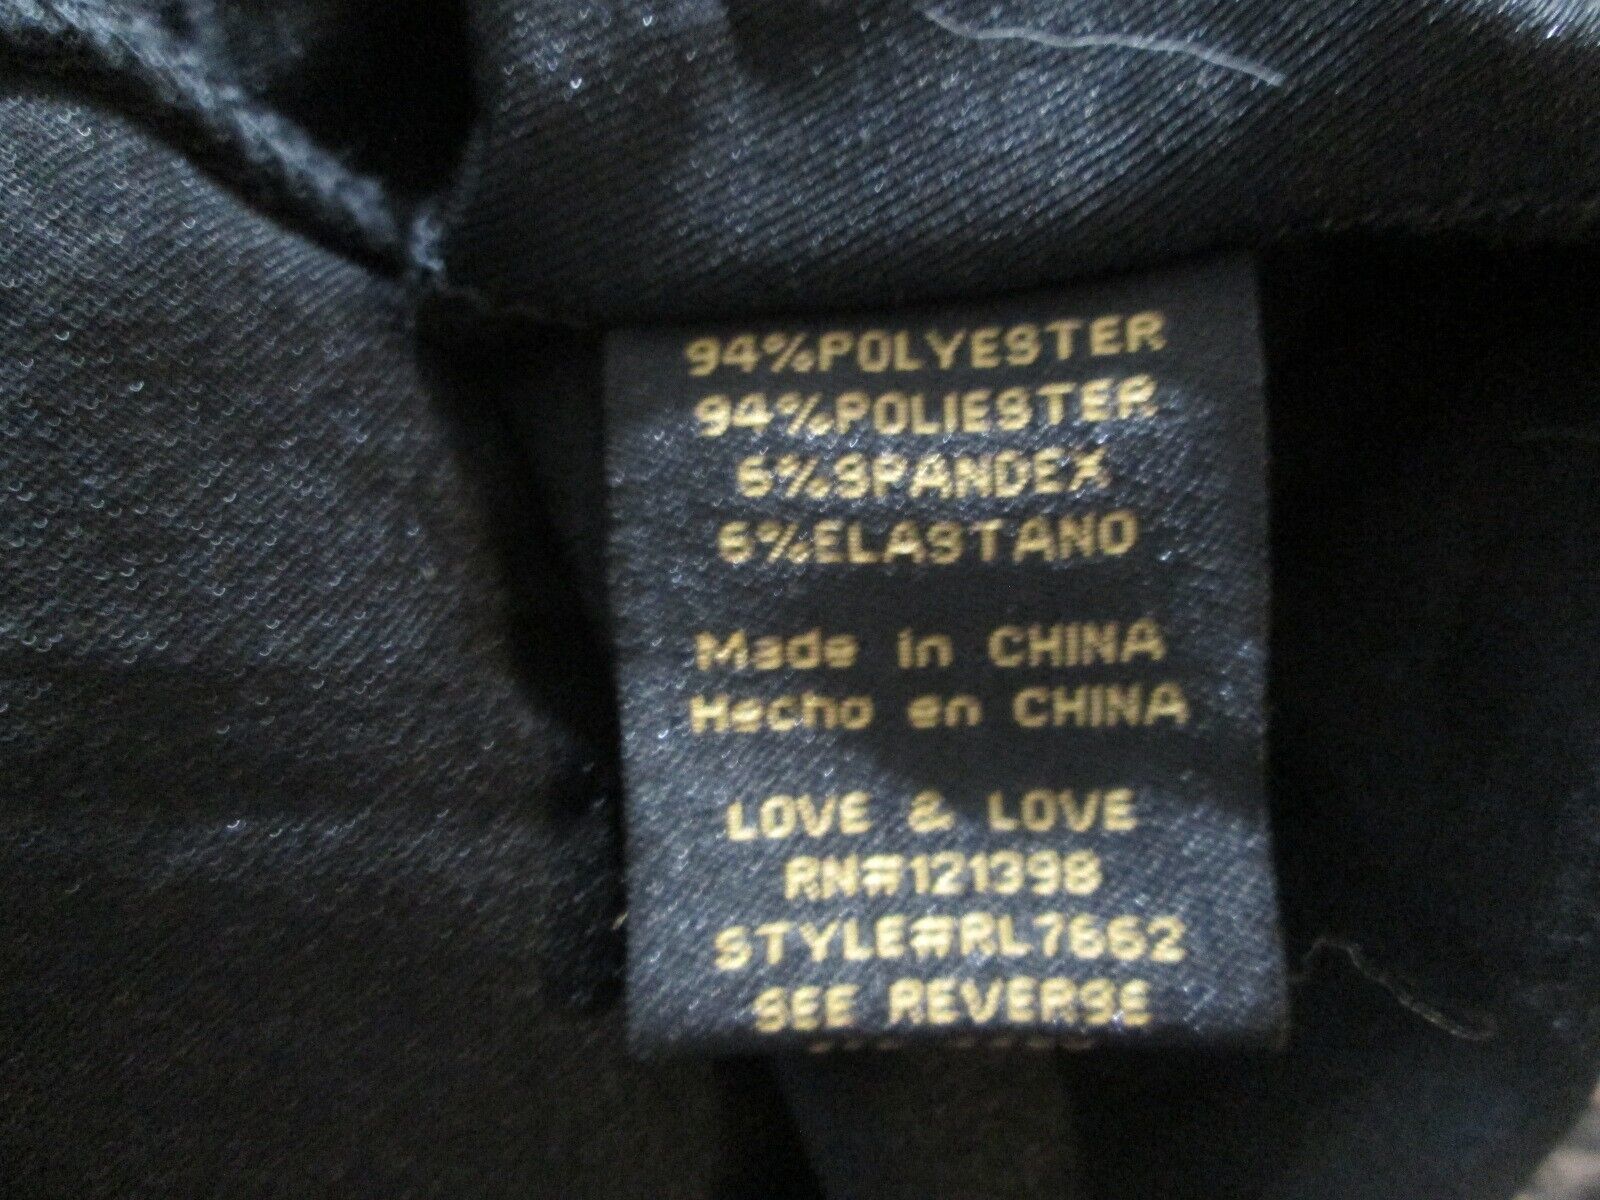 94%POLYESTER
94%POLIESTER
6%SPANDEX
6%ELASTANO
Made in CHINA
Hecho en CHINA
LOVE & LOVE
RN#121398
STYLE#RL7662
SEE REVERSE